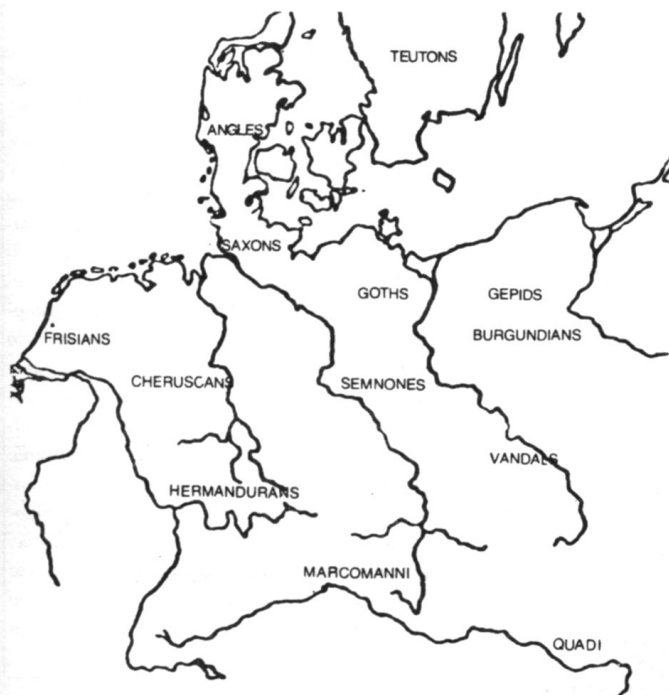 TEUTONS
ANGLES
SAXONS
GOTHS
GEPIDS
FRISIANS
BURGUNDIANS
CHERUSCANS
SEMNONES
VANDALS
HERMANDURANS
MARCOMANNI
QUADI